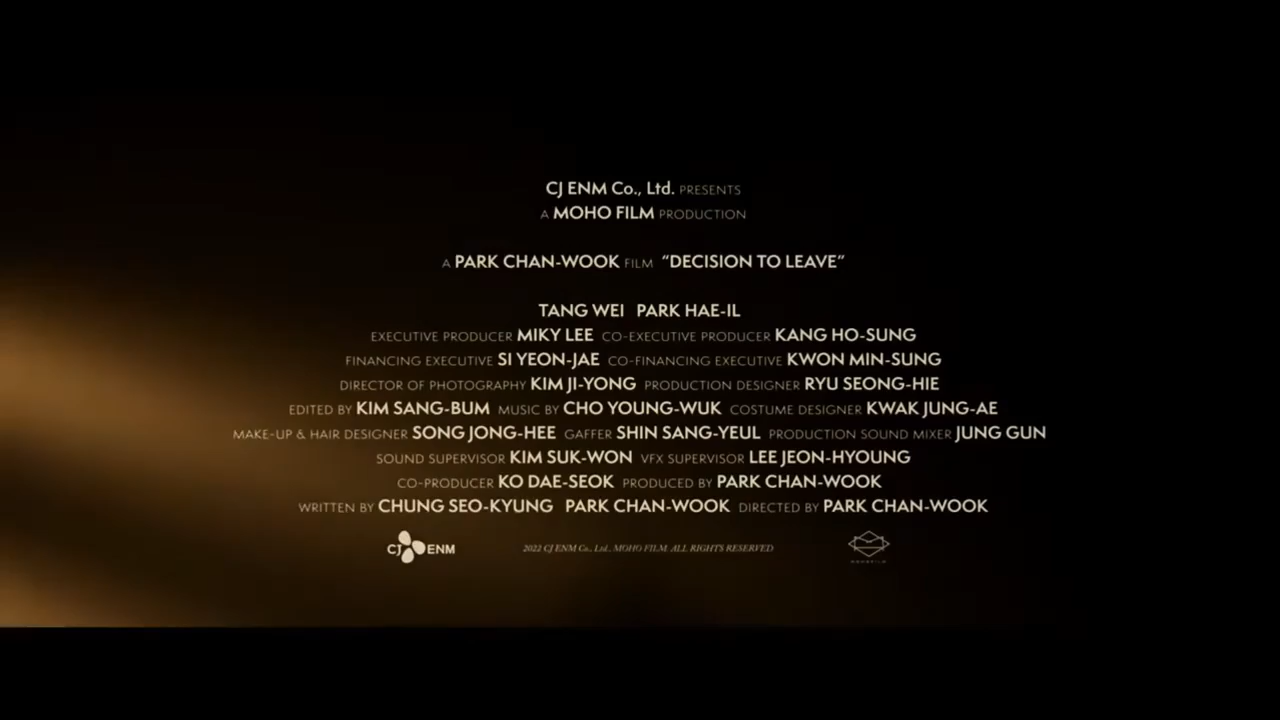 CJ ENM Co., Ltd. PRESENTS
A MOHO FILM PRODUCTION
A PARK CHAN-WOOK FILM “DECISION TO LEAVE”
TANG WEI PARK HAE-IL
EXECUTIVE PRODUCER MIKY LEE CO-EXECUTIVE PRODUCER KANG HO-SUNG
FINANCING EXECUTIVE SI YEON-JAE CO-FINANCING EXECUTIVE KWON MIN-SUNG
DIRECTOR OF PHOTOGRAPHY KIM JI-YONG PRODUCTION DESIGNER RYU SEONG-HIE
EDITED BY KIM SANG-BUM MUSIC BY CHO YOUNG-WUK COSTUME DESIGNER KWAK JUNG-AE
MAKE-UP & HAIR DESIGNER SONG JONG-HEE GAFFER SHIN SANG-YEUL PRODUCTION SOUND MIXER JUNG GUN
SOUND SUPERVISOR KIM SUK-WON VFX SUPERVISOR LEE JEON-HYOUNG
CO-PRODUCER KO DAE-SEOK PRODUCED BY PARK CHAN-WOOK
WRITTEN BY CHUNG SEO-KYUNG PARK CHAN-WOOK DIRECTED BY PARK CHAN-WOOK
CJ ENM 2022 CJ ENM Co., Ltd., MOHO FILM. ALL RIGHTS RESERVED
MOHOFILM